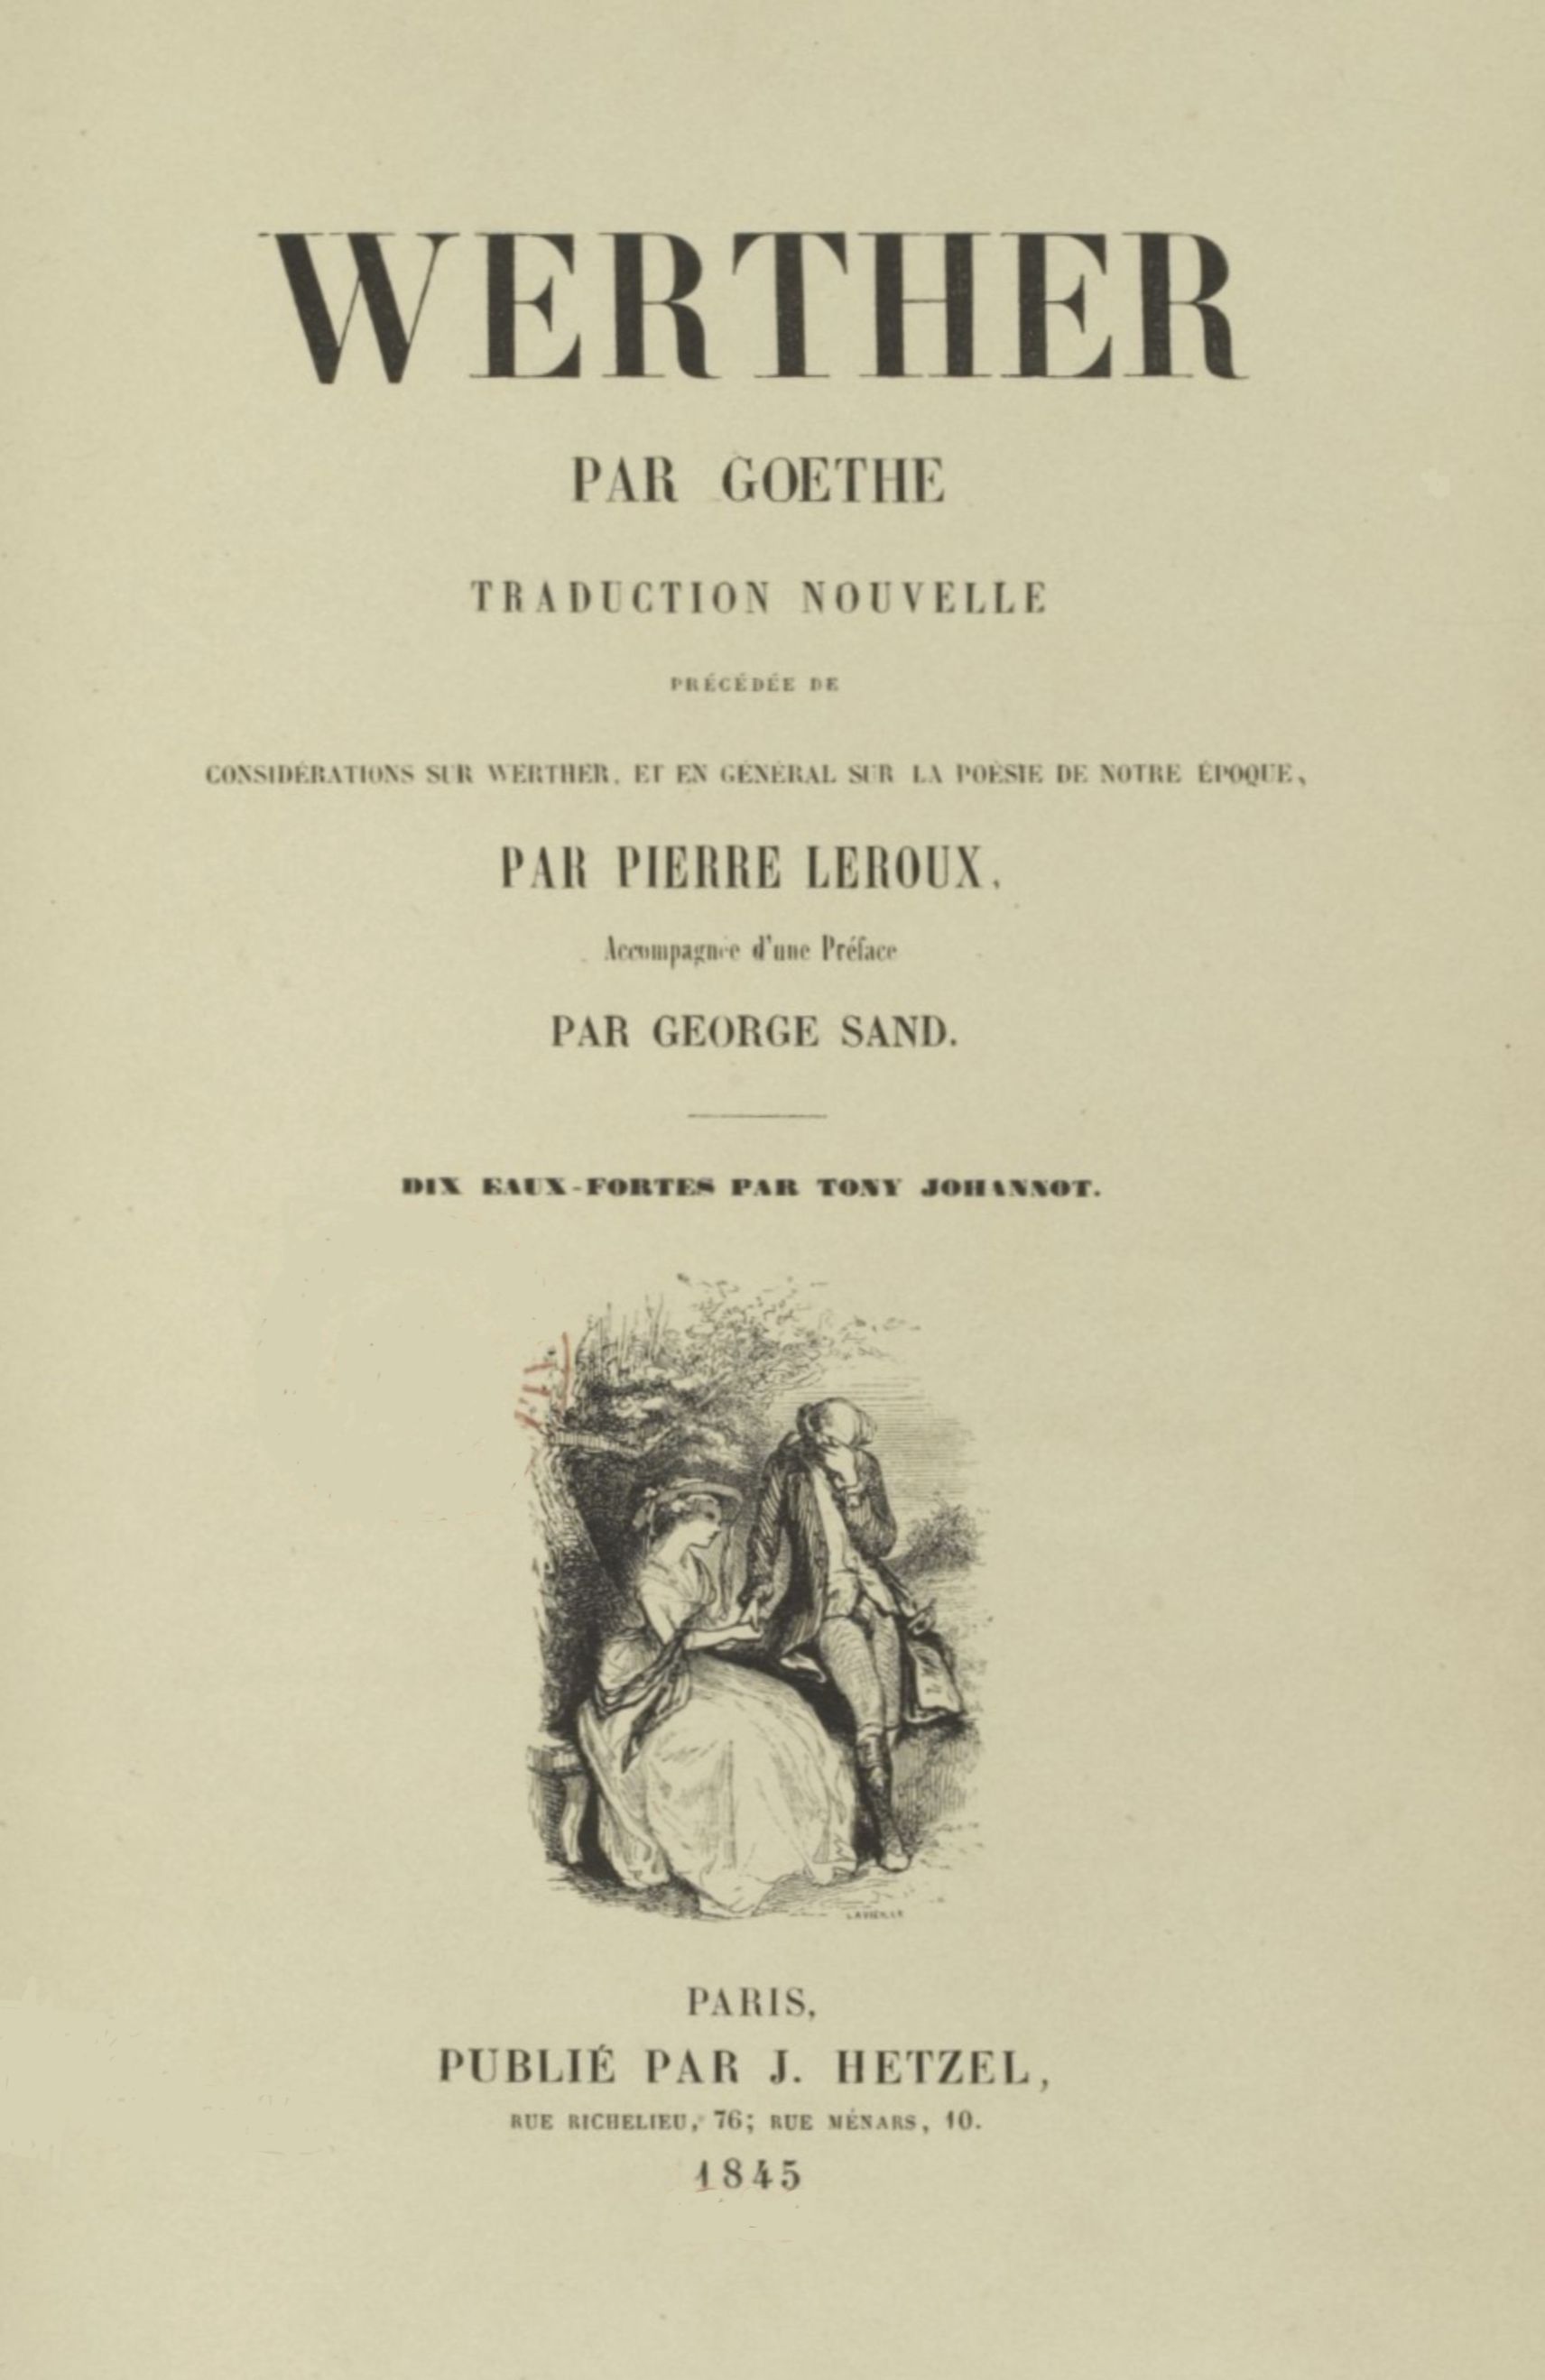 WERTHER
PAR GOETHE
TRADUCTION NOUVELLE
PRÉCÉDÉE DE
CONSIDÉRATIONS SUR WERTHER, ET EN GÉNÉRAL SUR LA POÉSIE DE NOTRE ÉPOQUE,
PAR PIERRE LEROUX,
Accompagnée d'une Préface
PAR GEORGE SAND.
DIX EAUX-FORTES PAR TONY JOHANNOT.
LAVIEILLE
PARIS,
PUBLIÉ PAR J. HETZEL,
RUE RICHELIEU, 76; RUE MÉNARS, 10.
1845